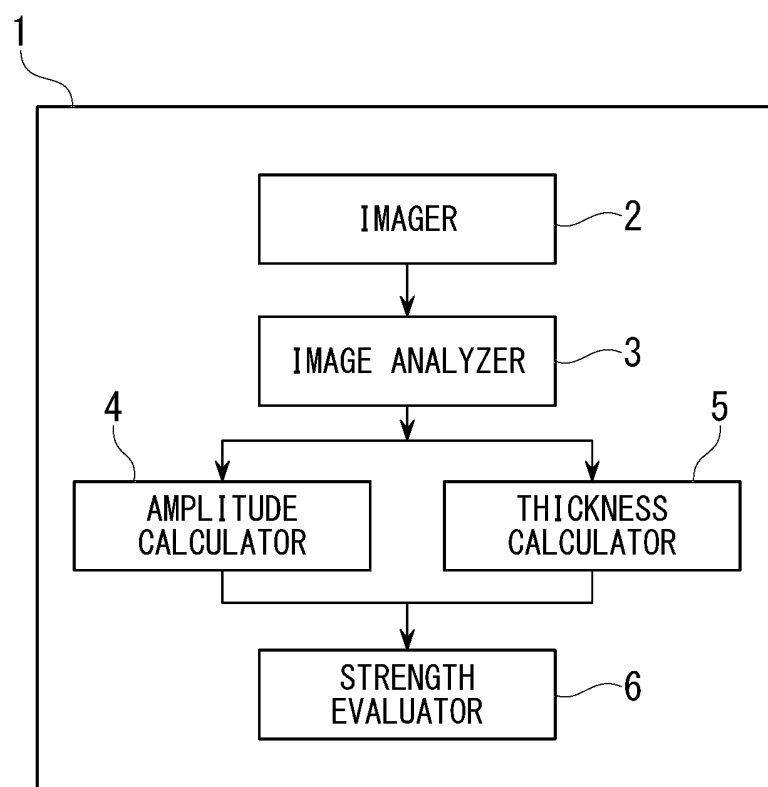 1
IMAGER
2
IMAGE ANALYZER
3
4
5
AMPLITUDE
CALCULATOR
THICKNESS
CALCULATOR
STRENGTH
EVALUATOR
6